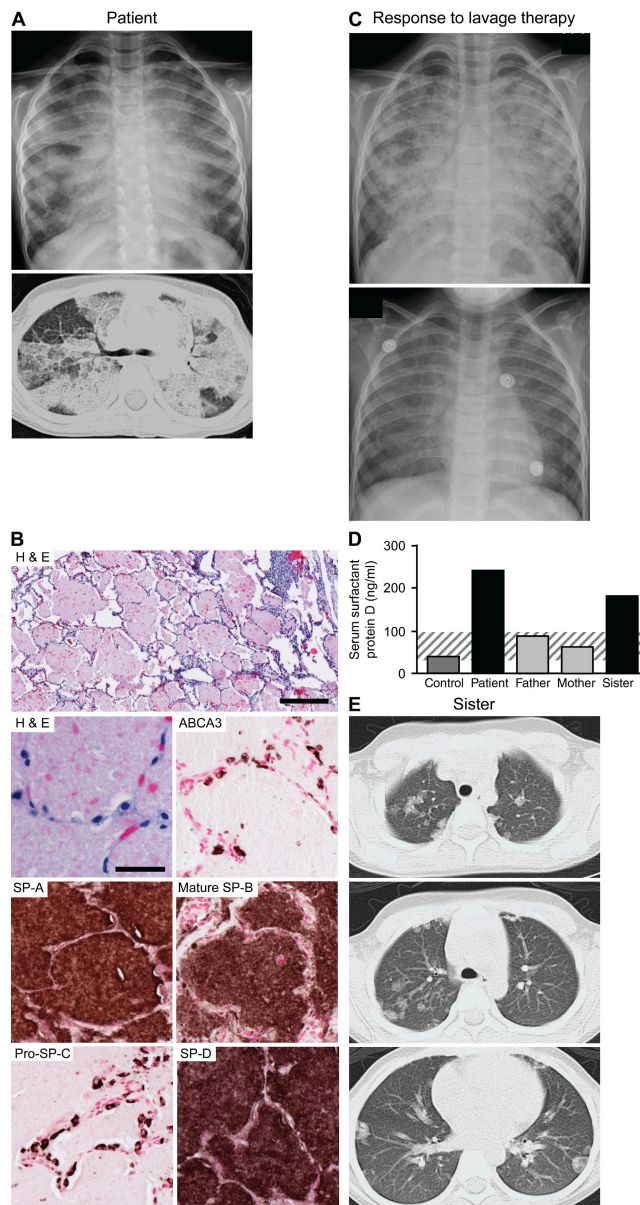 A
Patient
C
Response to lavage therapy
B
H & E
H & E
ABCA3
SP-A
Mature SP-B
Pro-SP-C
SP-D
D
Serum surfactant
protein D (ng/ml)
300
200
100
0
Control
Patient
Father
Mother
Sister
E
Sister